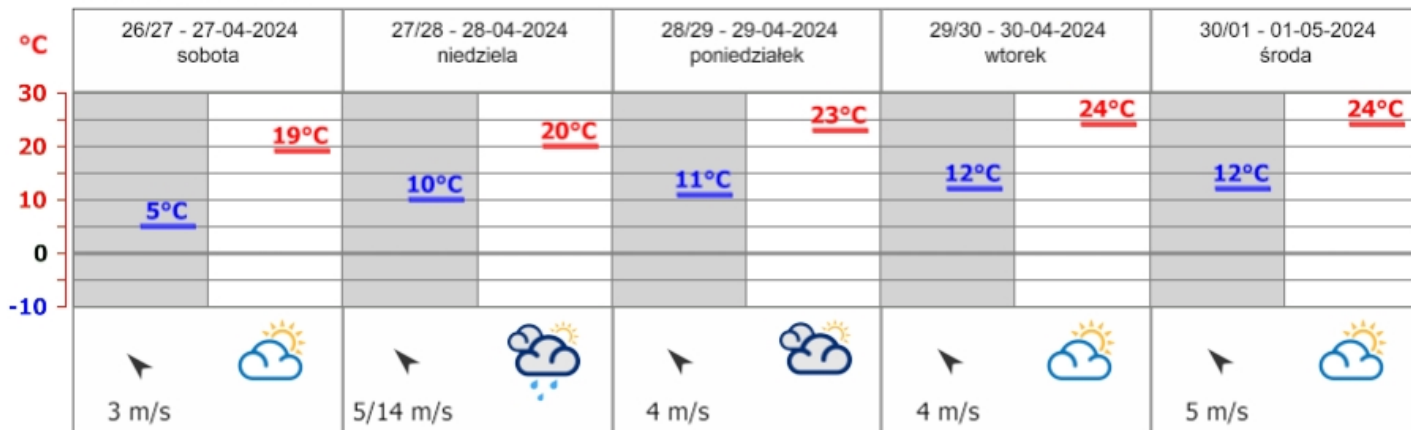 °C
26/27 - 27-04-2024
sobota
27/28 - 28-04-2024
niedziela
28/29 - 29-04-2024
poniedziałek
29/30 - 30-04-2024
wtorek
30/01 - 01-05-2024
środa
30
20
10
0
-10
19°C
5°C
20°C
10°C
23°C
11°C
24°C
12°C
24°C
12°C
3 m/s
5/14 m/s
4 m/s
4 m/s
5 m/s